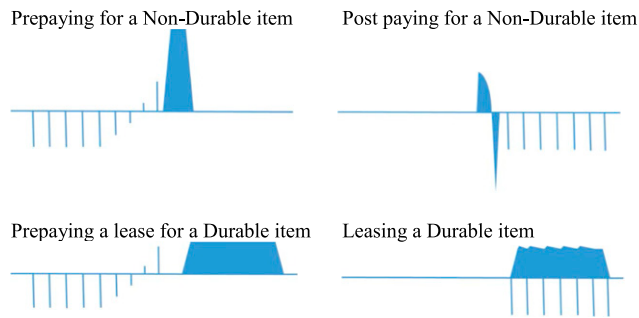 Prepaying for a Non-Durable item
Post paying for a Non-Durable item
Prepaying a lease for a Durable item
Leasing a Durable item